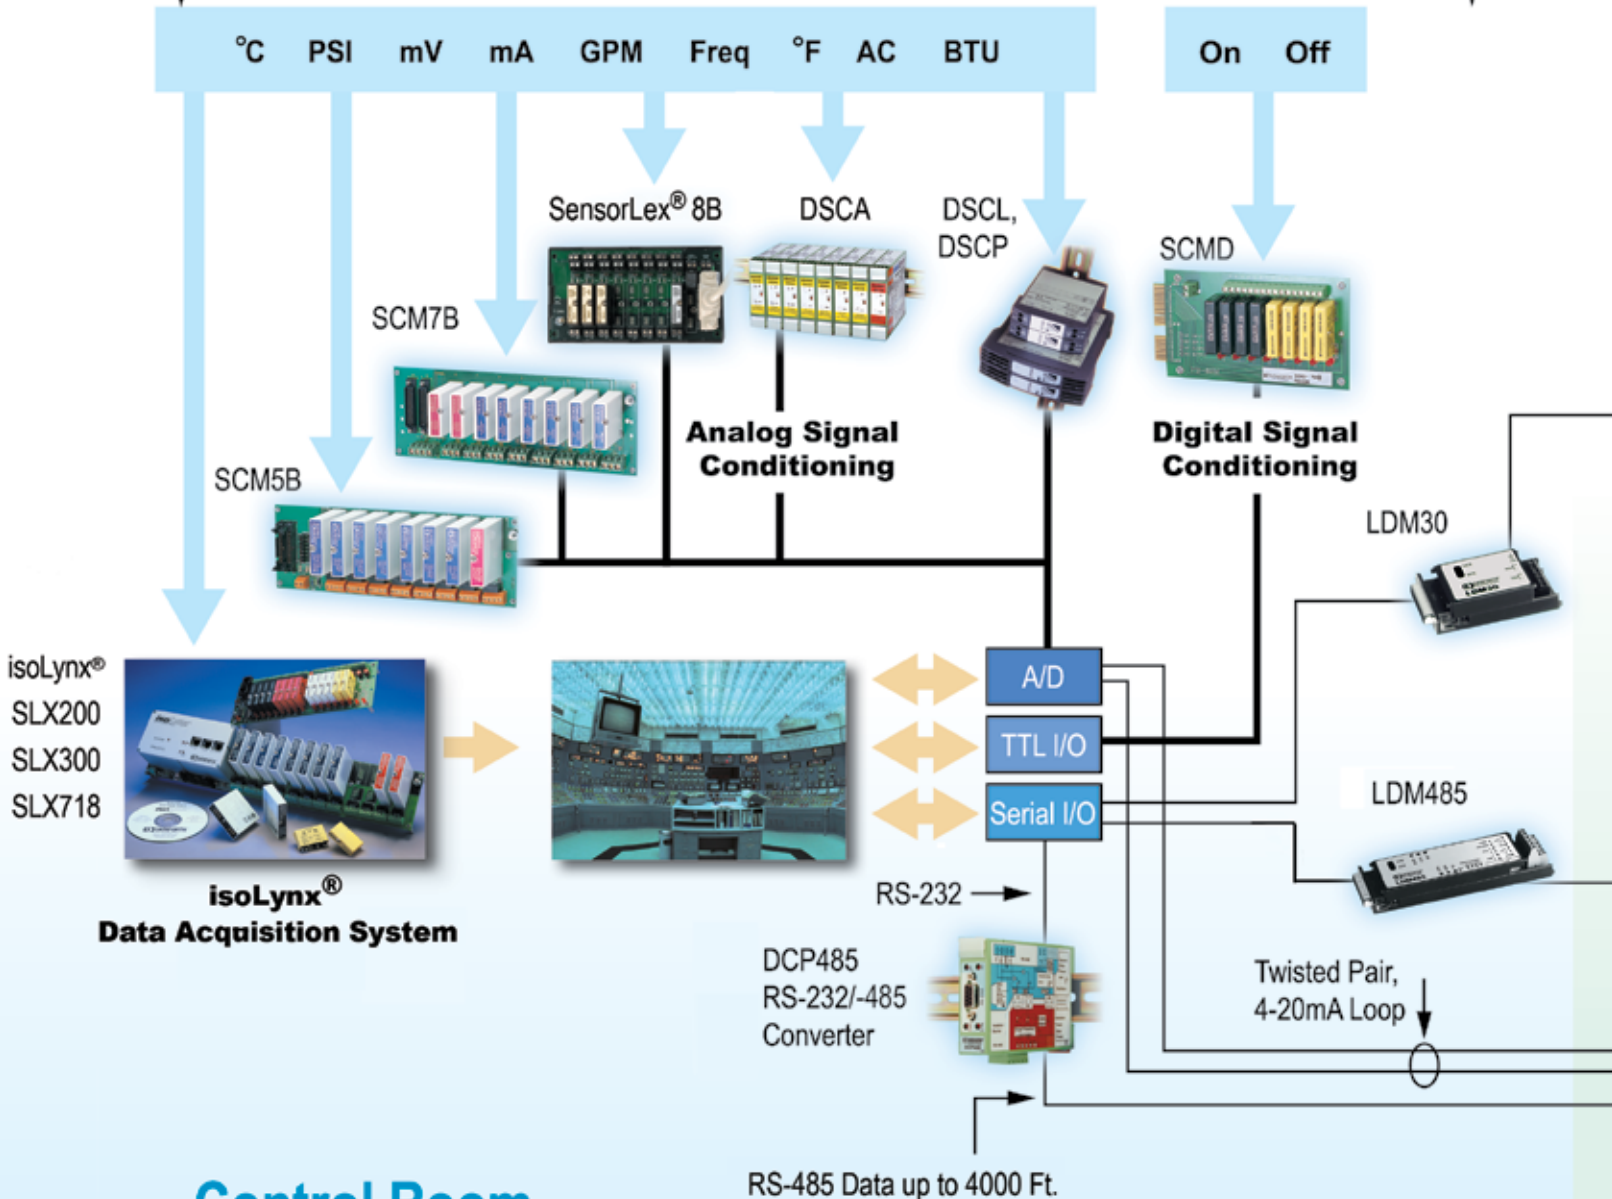 °C PSI mV mA GPM Freq °F AC BTU
On Off
SensorLex® 8B
DSCA
DSCL,
DSCP
SCMD
SCM7B
Analog Signal
Conditioning
Digital Signal
Conditioning
SCM5B
LDM30
isoLynx®
SLX200
SLX300
SLX718
A/D
TTL I/O
Serial I/O
LDM485
isoLynx®
Data Acquisition System
RS-232
DCP485
RS-232/-485
Converter
Twisted Pair,
4-20mA Loop
RS-485 Data up to 4000 Ft.
Control Room